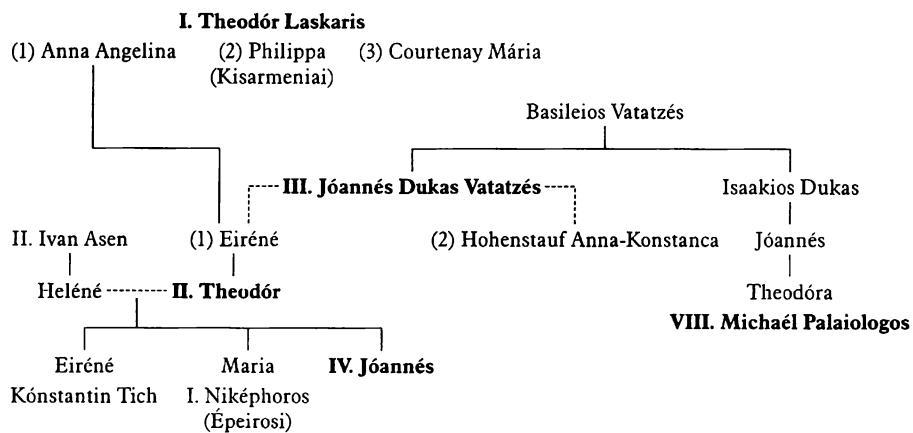 I. Theodór Laskaris
(1) Anna Angelina (2) Philippa (3) Courtenay Mária
(Kisarmeniai)
Basileios Vatatzés
III. Jóannés Dukas Vatatzés Isaakios Dukas
II. Ivan Asen (1) Eiréné (2) Hohenstauf Anna-Konstanca Jóannés
Heléné II. Theodór Theodóra
VIII. Michaél Palaiologos
Eiréné Maria IV. Jóannés
Kónstantin Tich I. Niképhoros
(Épeirosi)